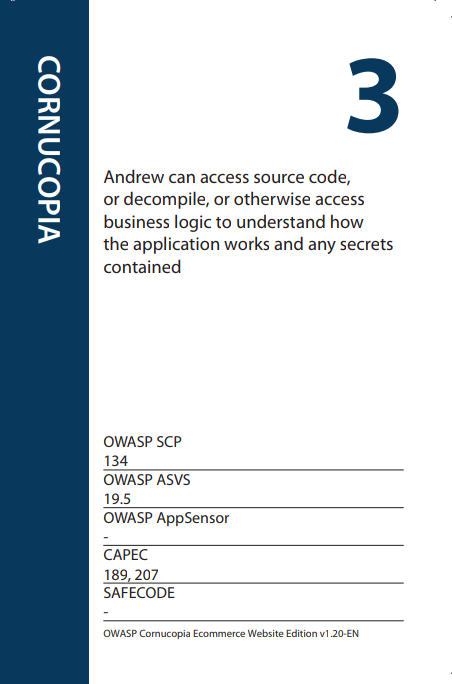 CORNUCOPIA
3
Andrew can access source code,
or decompile, or otherwise access
business logic to understand how
the application works and any secrets
contained
OWASP SCP
134
OWASP ASVS
19.5
OWASP AppSensor
-
CAPEC
189, 207
SAFECODE
-
OWASP Cornucopia Ecommerce Website Edition v1.20-EN